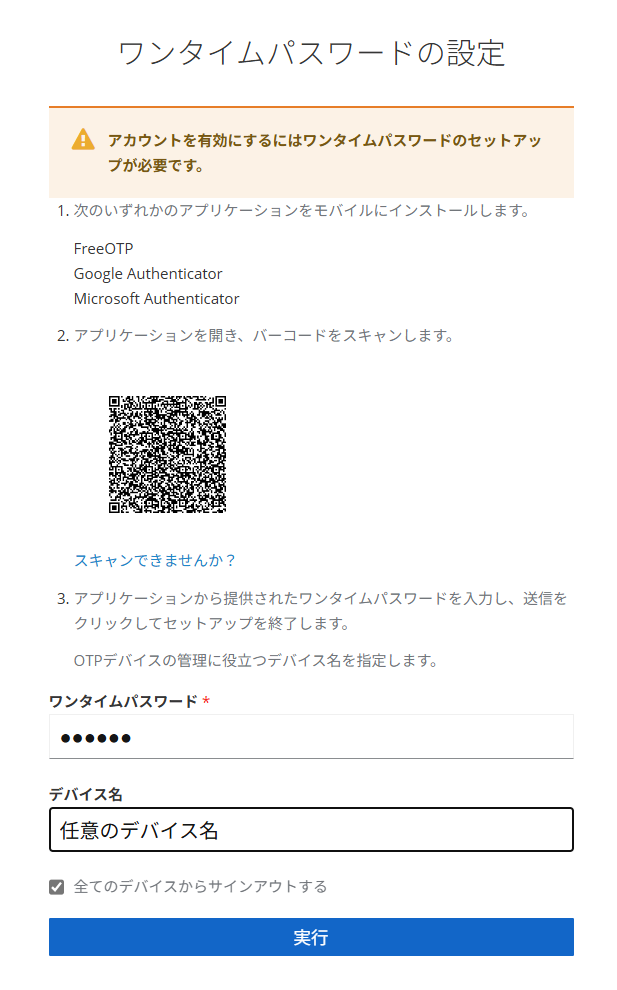 ワンタイムパスワードの設定
アカウントを有効にするにはワンタイムパスワードのセットアッ
プが必要です。
1. 次のいずれかのアプリケーションをモバイルにインストールします。
FreeOTP
Google Authenticator
Microsoft Authenticator
2. アプリケーションを開き、バーコードをスキャンします。
スキャンできませんか？
3. アプリケーションから提供されたワンタイムパスワードを入力し、送信を
クリックしてセットアップを終了します。
OTPデバイスの管理に役立つデバイス名を指定します。
ワンタイムパスワード *
●●●●●●
デバイス名
任意のデバイス名
全てのデバイスからサインアウトする
実行